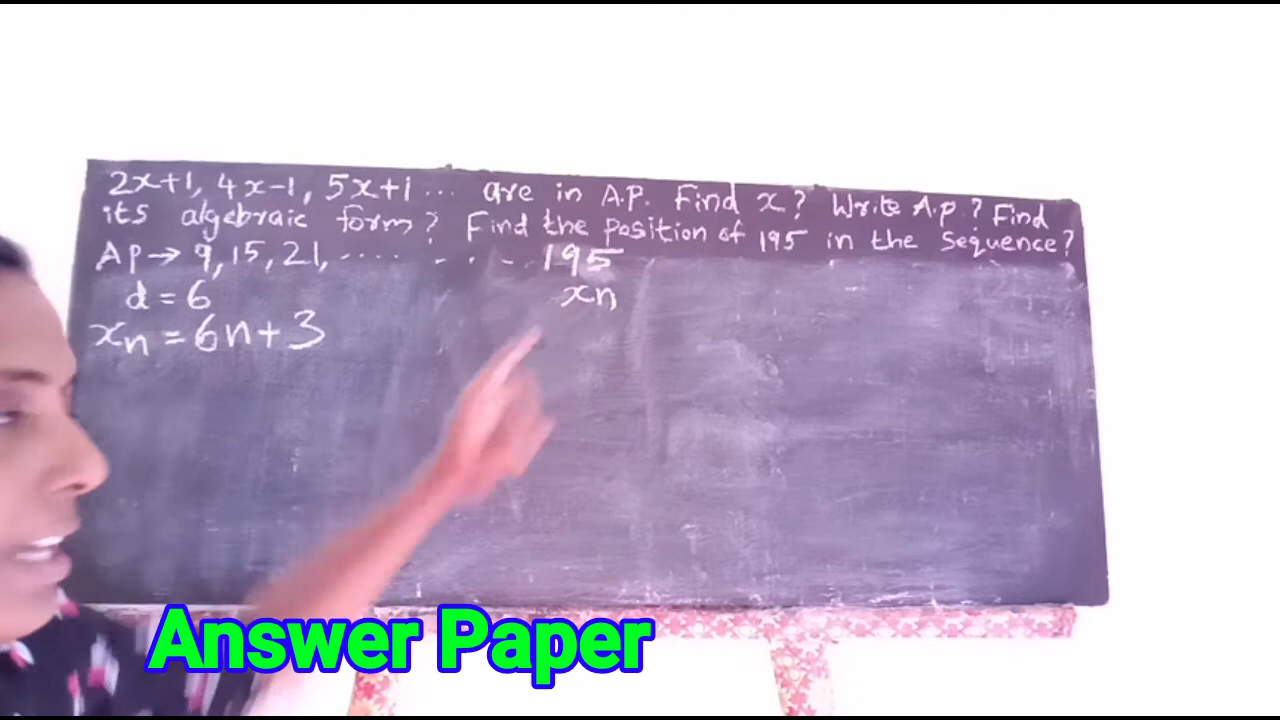 2x+1, 4x-1, 5x+1 ... are in A.P. Find x? Write A.p? Find
its algebraic form? Find the position of 195 in the sequence?
AP→ 9, 15, 21, ........195
d = 6 xn
xn = 6n+3
Answer Paper